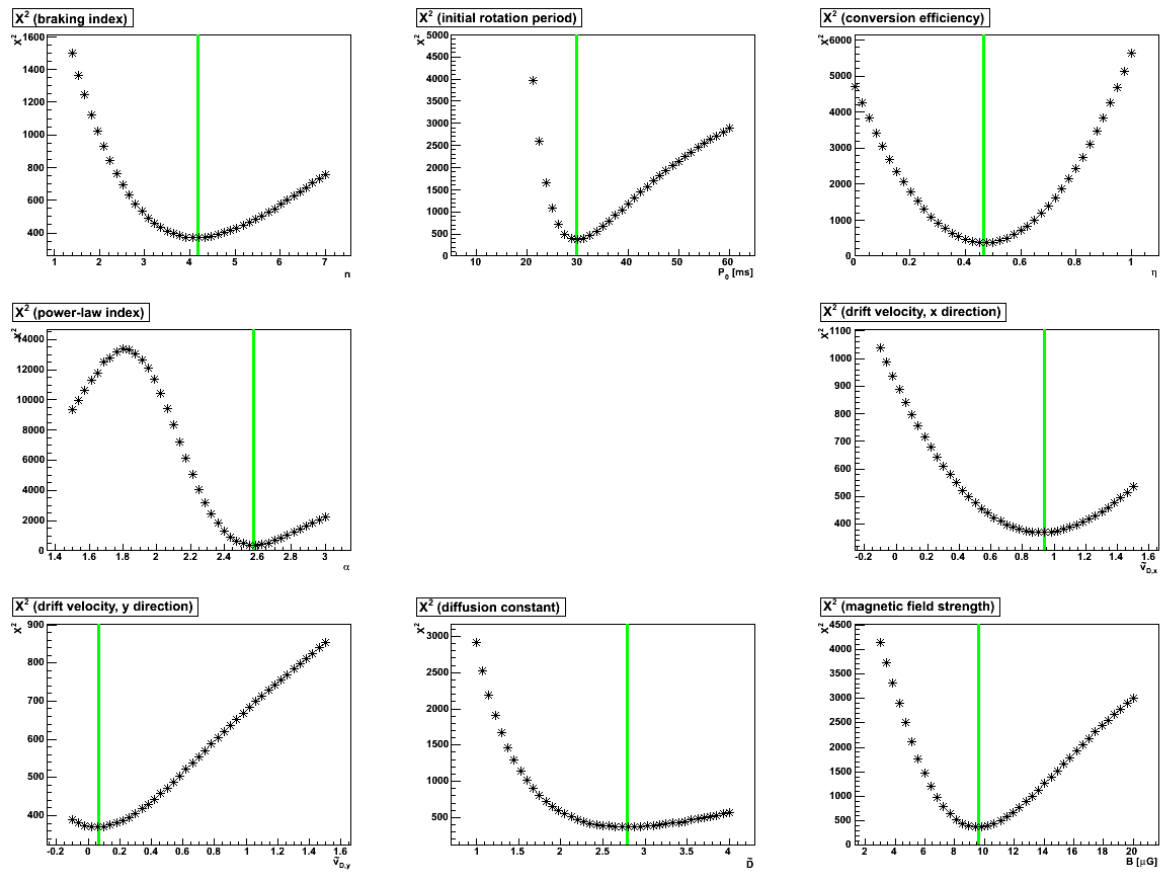 X² (braking index)
X²
1600
1400
1200
1000
800
600
400
1 2 3 4 5 6 7
n
X² (initial rotation period)
X²
5000
4500
4000
3500
3000
2500
2000
1500
1000
500
0
10 20 30 40 50 60
P₀ [ms]
X² (conversion efficiency)
X²
6000
5000
4000
3000
2000
1000
0
0 0.2 0.4 0.6 0.8 1
η
X² (power-law index)
X²
14000
12000
10000
8000
6000
4000
2000
0
1.4 1.6 1.8 2 2.2 2.4 2.6 2.8 3
α
X² (drift velocity, x direction)
X²
1100
1000
900
800
700
600
500
400
-0.2 0 0.2 0.4 0.6 0.8 1 1.2 1.4 1.6
ṽ_D,x
X² (drift velocity, y direction)
X²
900
800
700
600
500
400
-0.2 0 0.2 0.4 0.6 0.8 1 1.2 1.4 1.6
ṽ_D,y
X² (diffusion constant)
X²
3000
2500
2000
1500
1000
500
1 1.5 2 2.5 3 3.5 4
D̃
X² (magnetic field strength)
X²
4500
4000
3500
3000
2500
2000
1500
1000
500
0
2 4 6 8 10 12 14 16 18 20
B [μG]